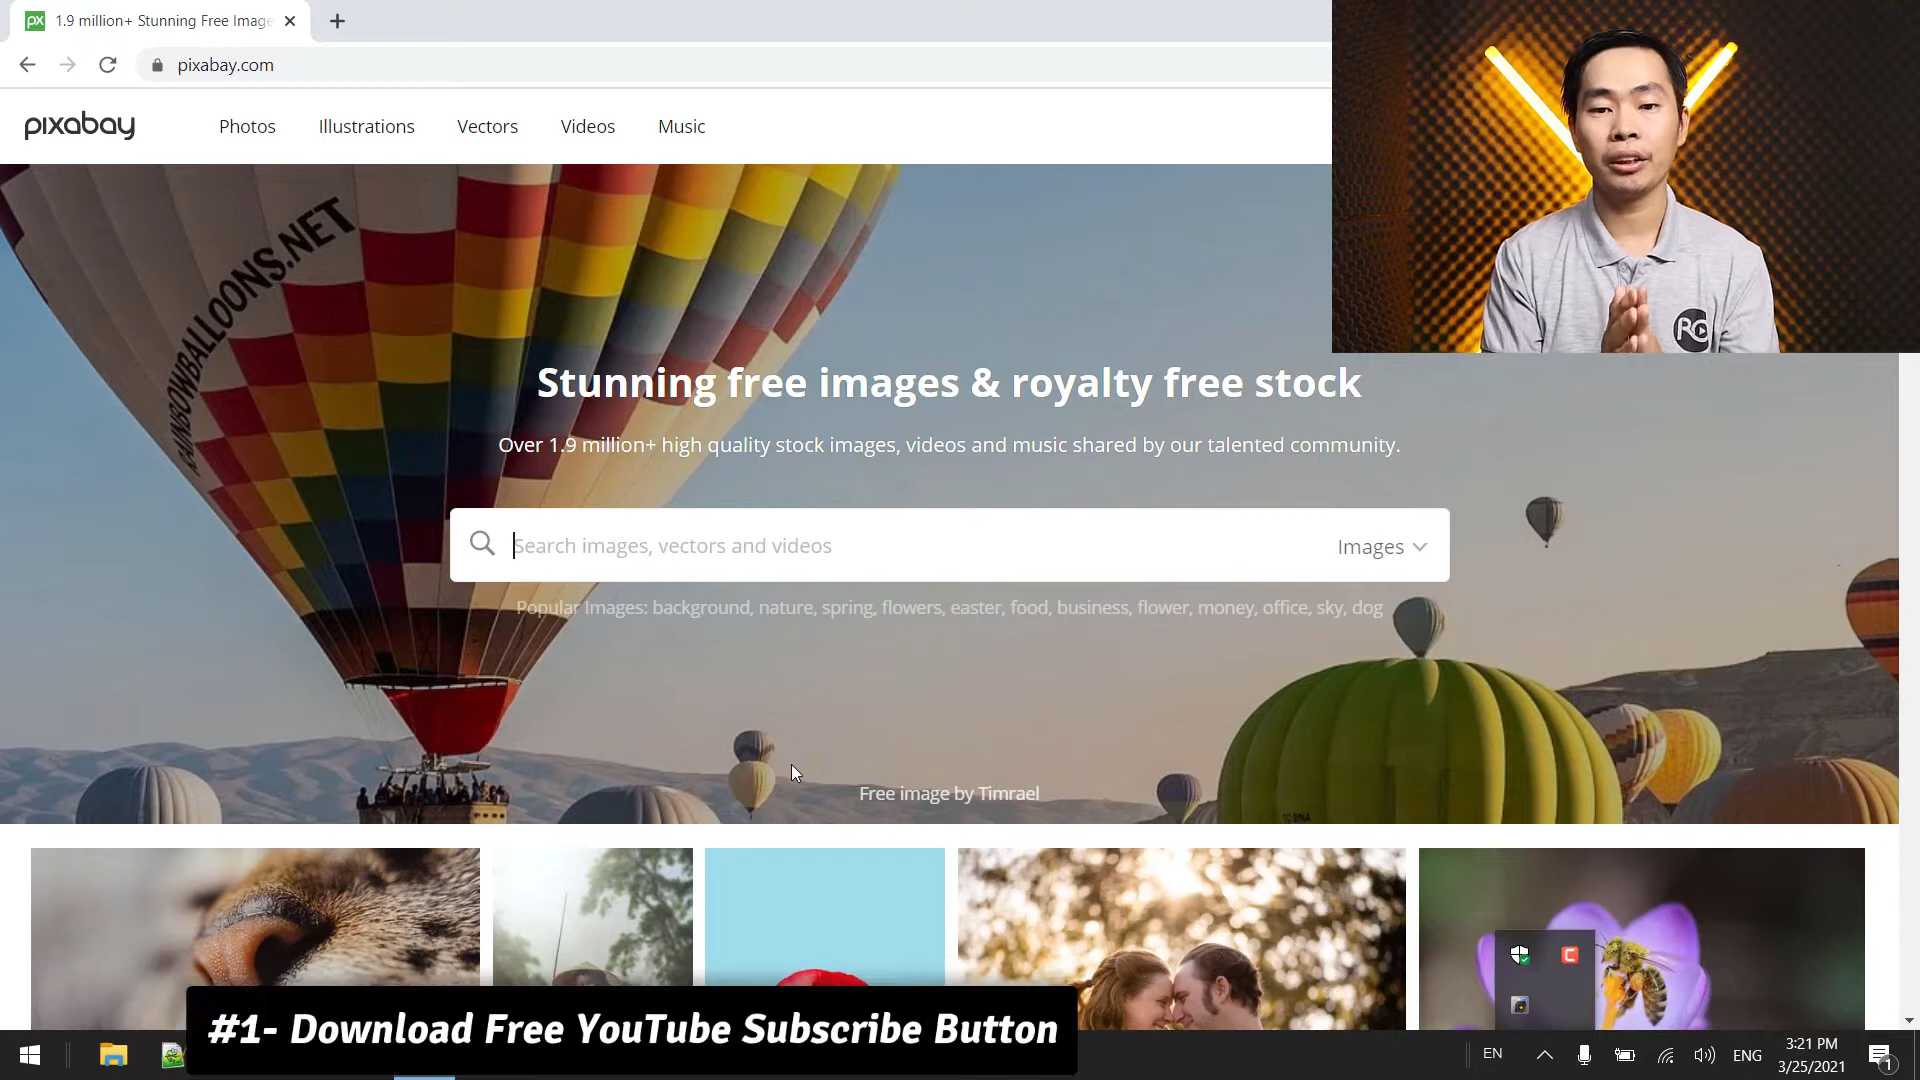 px 1.9 million+ Stunning Free Image
pixabay.com
pixabay
Photos Illustrations Vectors Videos Music
RAINBOWBALLOONS.NET
RO
Stunning free images & royalty free stock
Over 1.9 million+ high quality stock images, videos and music shared by our talented community.
Search images, vectors and videos
Images
Popular Images: background, nature, spring, flowers, easter, food, business, flower, money, office, sky, dog
Free image by Timrael
#1- Download Free YouTube Subscribe Button
EN
ENG
3:21 PM
3/25/2021
1